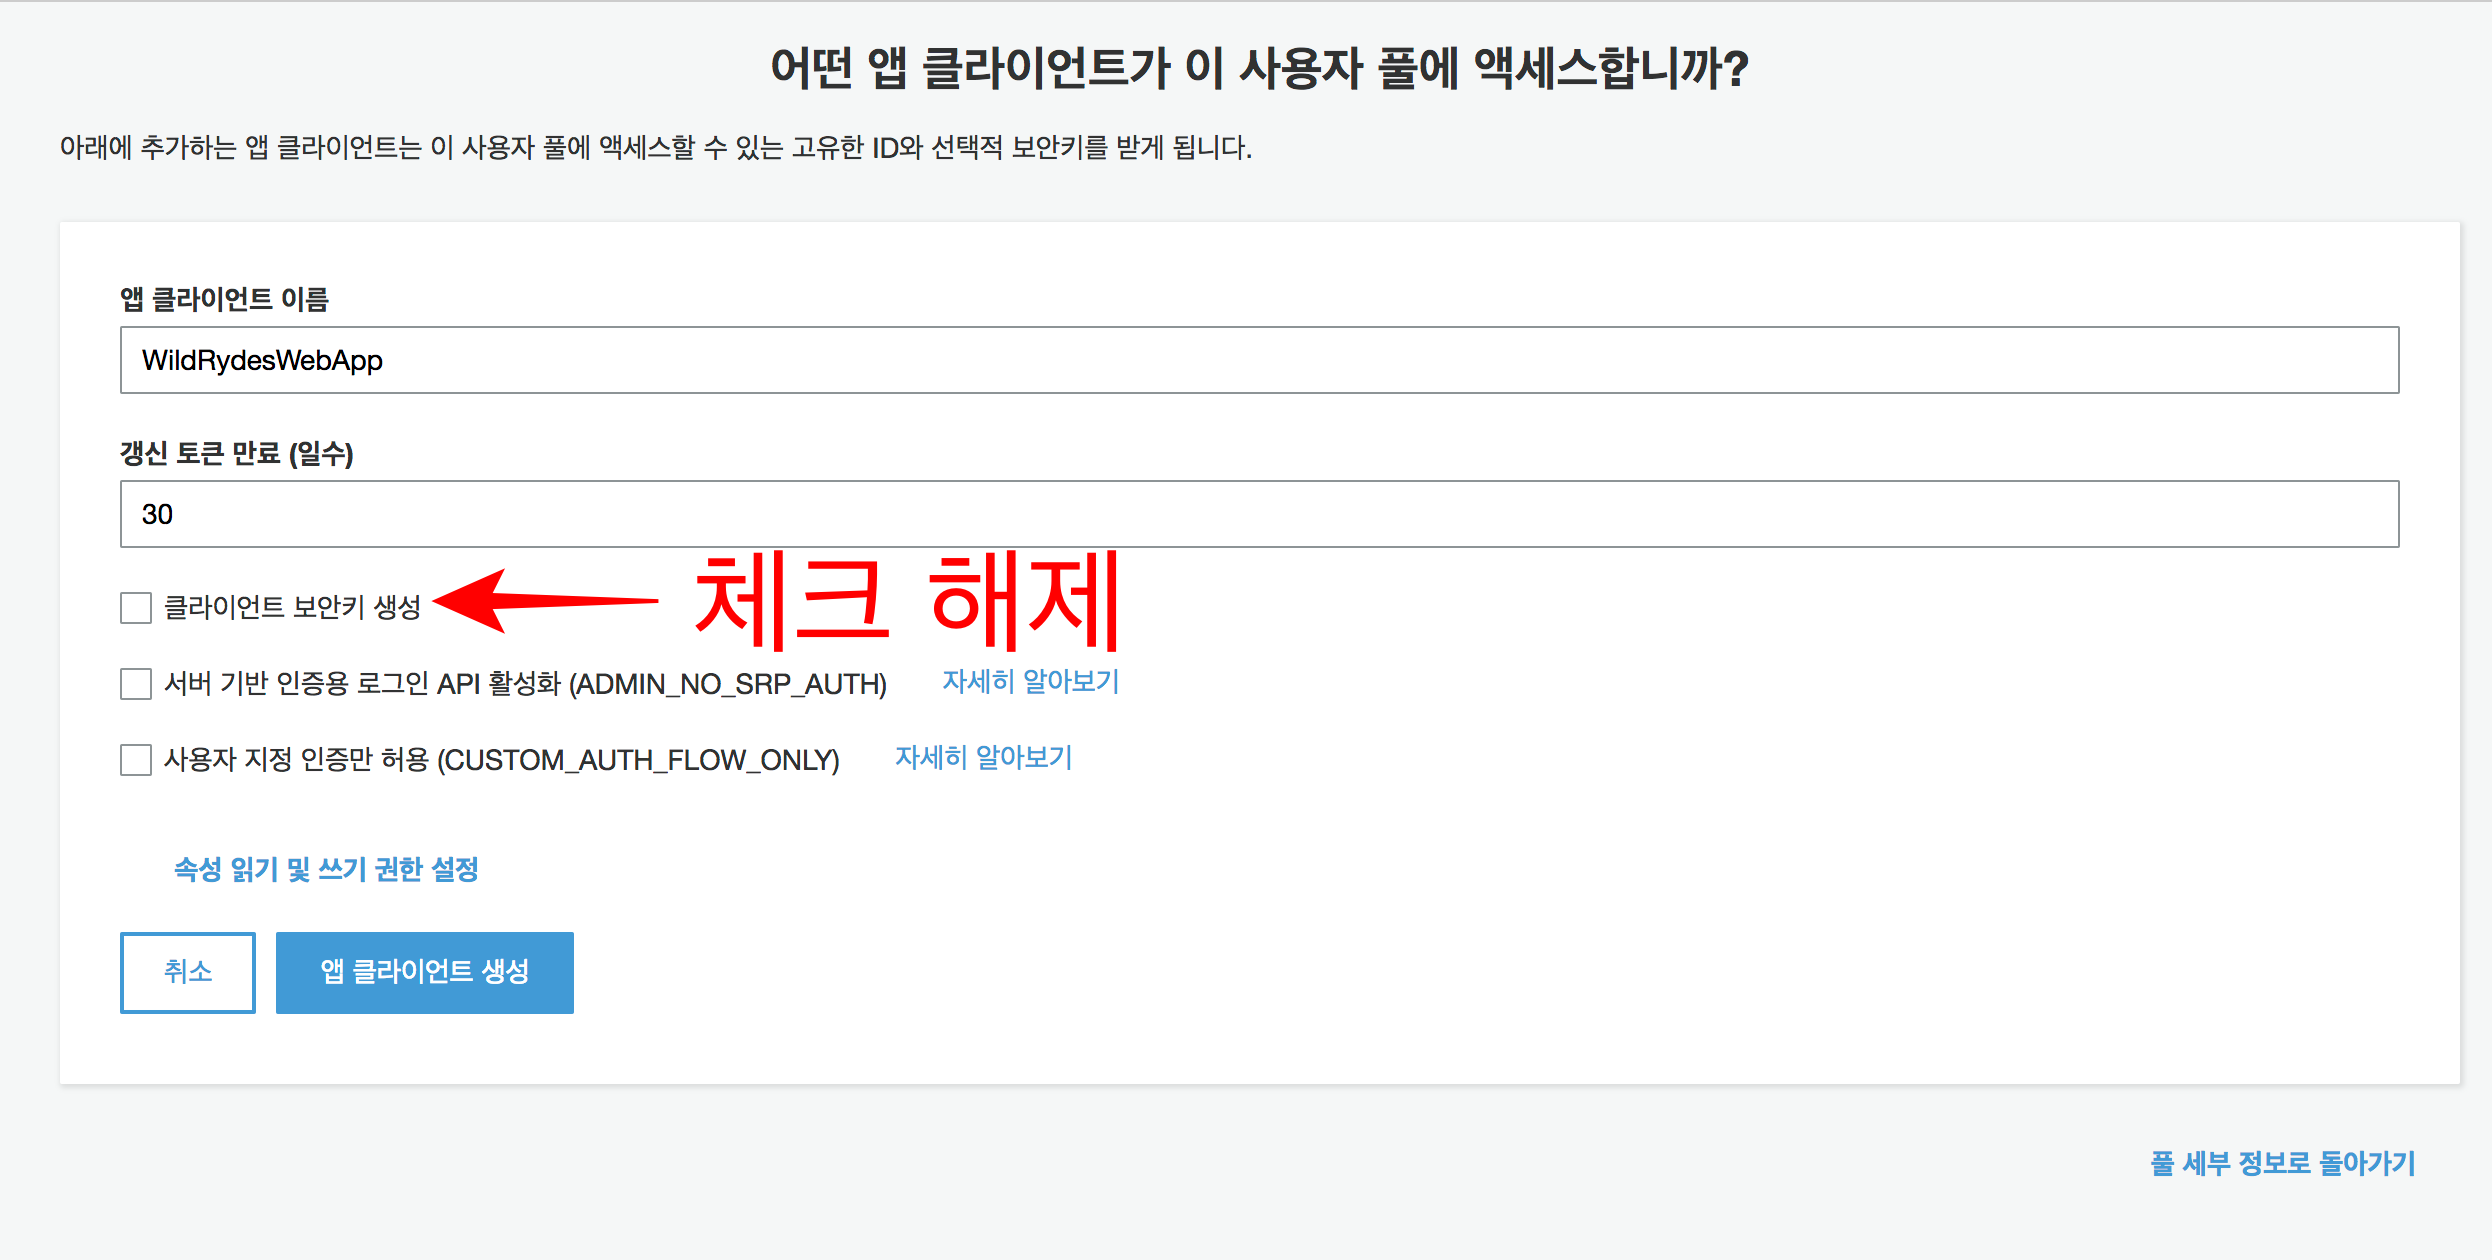 어떤 앱 클라이언트가 이 사용자 풀에 액세스합니까?
아래에 추가하는 앱 클라이언트는 이 사용자 풀에 액세스할 수 있는 고유한 ID와 선택적 보안키를 받게 됩니다.
앱 클라이언트 이름
WildRydesWebApp
갱신 토큰 만료 (일수)
30
클라이언트 보안키 생성 체크 해제
서버 기반 인증용 로그인 API 활성화 (ADMIN_NO_SRP_AUTH) 자세히 알아보기
사용자 지정 인증만 허용 (CUSTOM_AUTH_FLOW_ONLY) 자세히 알아보기
속성 읽기 및 쓰기 권한 설정
취소 앱 클라이언트 생성
풀 세부 정보로 돌아가기